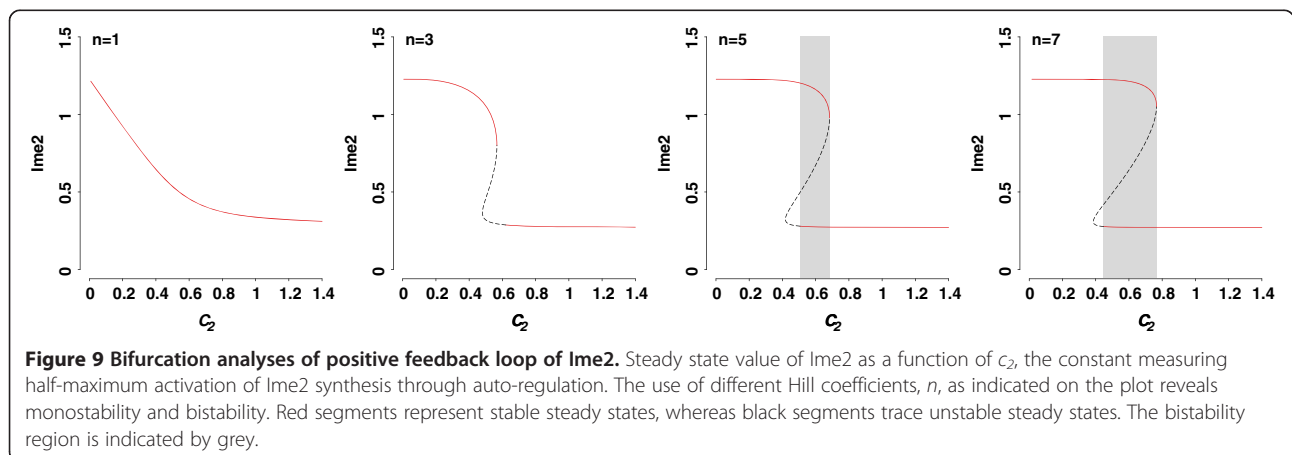 n=1
1.5
1
0.5
0
Ime2
0 0.2 0.4 0.6 0.8 1 1.2 1.4
C2
n=3
1.5
1
0.5
0
Ime2
0 0.2 0.4 0.6 0.8 1 1.2 1.4
C2
n=5
1.5
1
0.5
0
Ime2
0 0.2 0.4 0.6 0.8 1 1.2 1.4
C2
n=7
1.5
1
0.5
0
Ime2
0 0.2 0.4 0.6 0.8 1 1.2 1.4
C2
Figure 9 Bifurcation analyses of positive feedback loop of Ime2. Steady state value of Ime2 as a function of c2, the constant measuring
half-maximum activation of Ime2 synthesis through auto-regulation. The use of different Hill coefficients, n, as indicated on the plot reveals
monostability and bistability. Red segments represent stable steady states, whereas black segments trace unstable steady states. The bistability
region is indicated by grey.